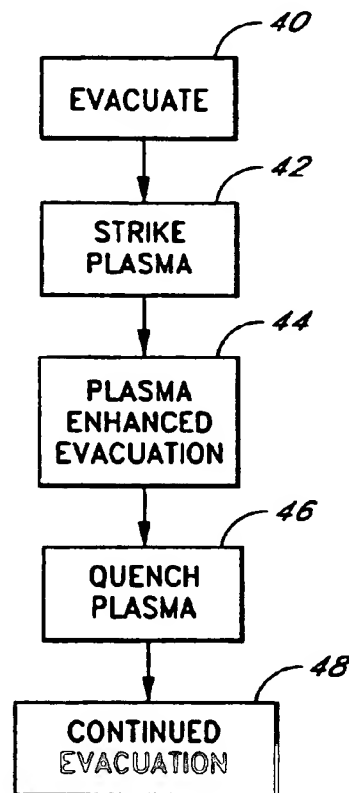 40
EVACUATE
42
STRIKE
PLASMA
44
PLASMA
ENHANCED
EVACUATION
46
QUENCH
PLASMA
48
CONTINUED
EVACUATION